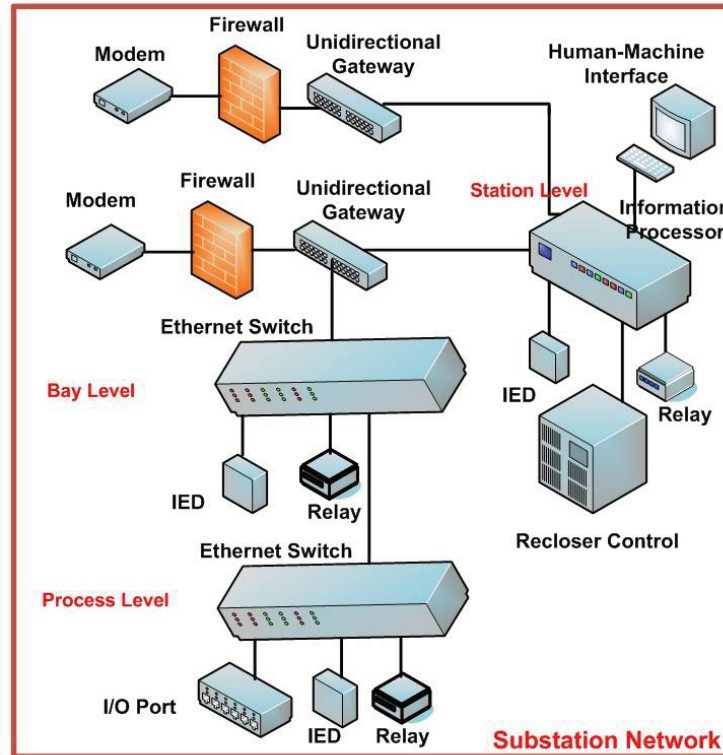 Firewall
Unidirectional
Gateway
Modem
Human-Machine
Interface
Firewall
Unidirectional
Gateway
Station Level
Modem
Information
Processor
Ethernet Switch
Bay Level
IED
Relay
IED
Relay
Recloser Control
Ethernet Switch
Process Level
I/O Port
IED
Relay
Substation Network